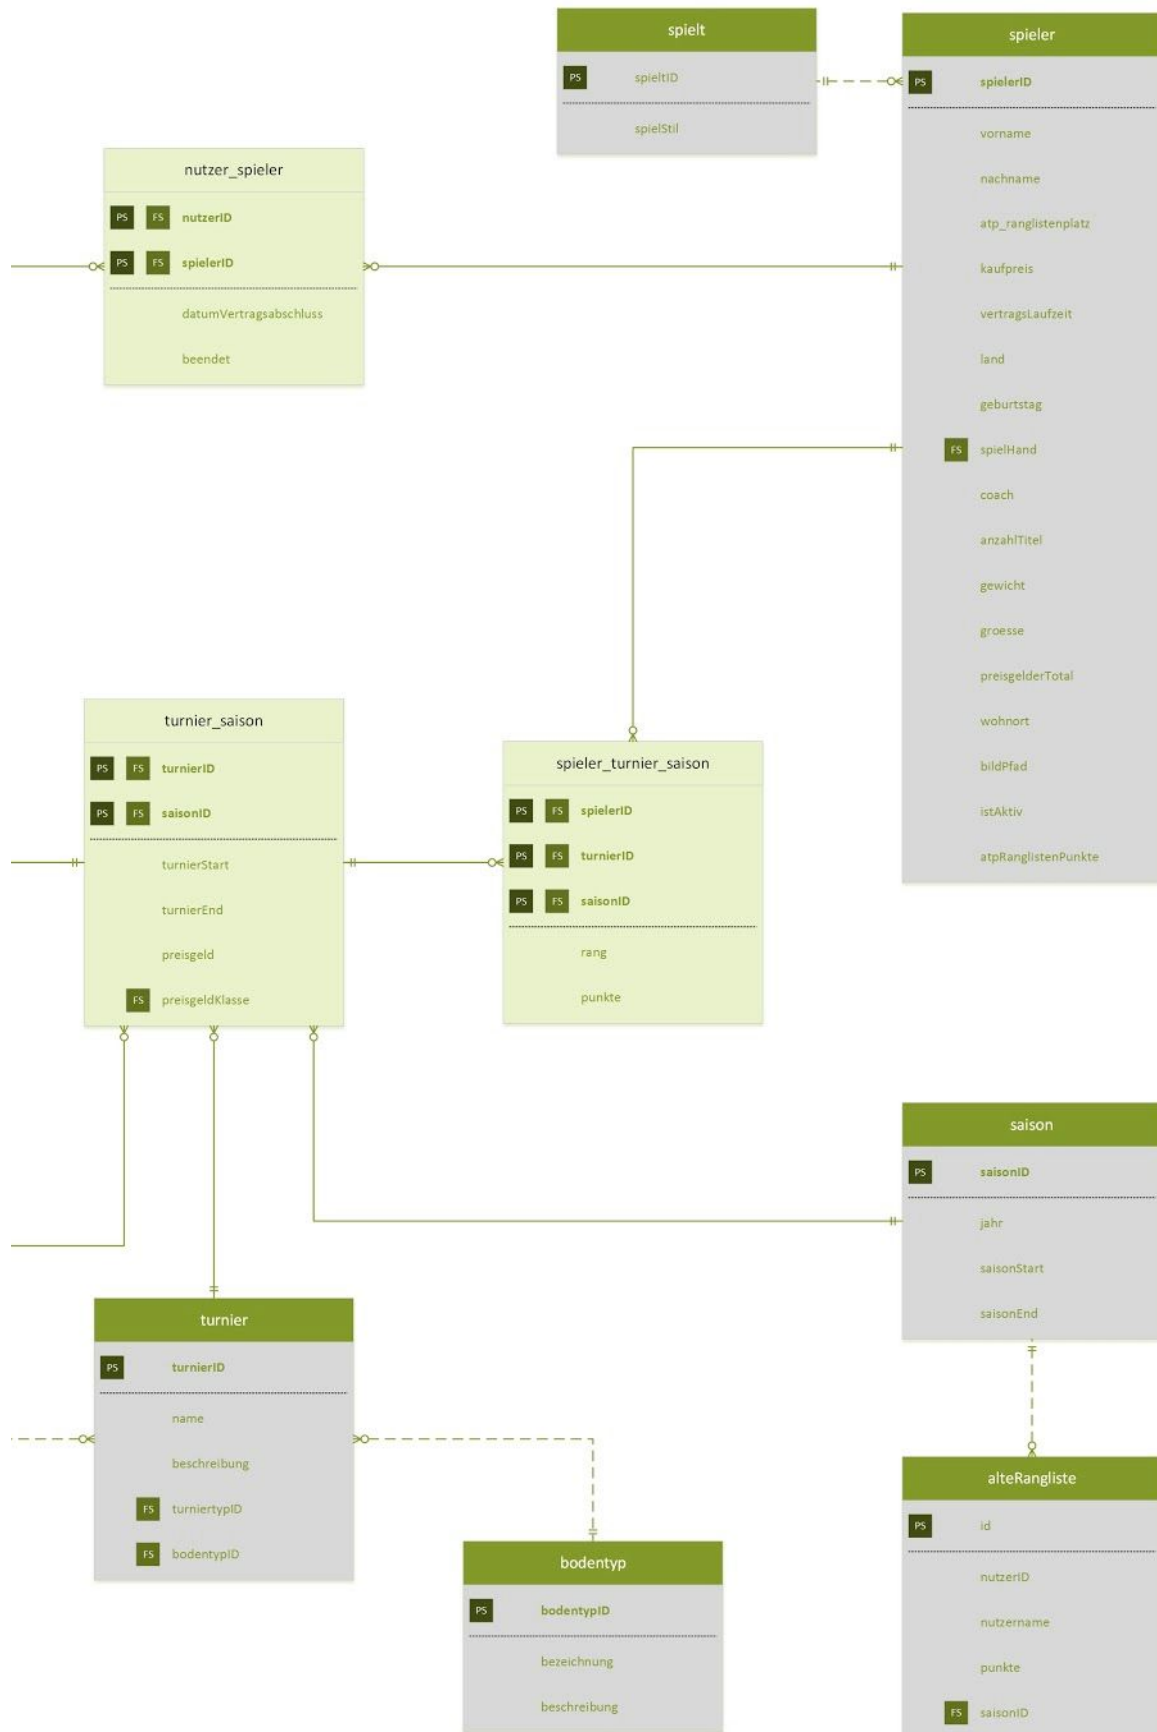 spielt
PS spieltID
spielStil
spieler
PS spielerID
vorname
nachname
atp_ranglistenplatz
kaufpreis
vertragsLaufzeit
land
geburtstag
FS spielHand
coach
anzahlTitel
gewicht
groesse
preisgelderTotal
wohnort
bildPfad
istAktiv
atpRanglistenPunkte
nutzer_spieler
PS FS nutzerID
PS FS spielerID
datumVertragsabschluss
beendet
turnier_saison
PS FS turnierID
PS FS saisonID
turnierStart
turnierEnd
preisgeld
FS preisgeldKlasse
spieler_turnier_saison
PS FS spielerID
PS FS turnierID
PS FS saisonID
rang
punkte
saison
PS saisonID
jahr
saisonStart
saisonEnd
turnier
PS turnierID
name
beschreibung
FS turniertypID
FS bodentypID
bodentyp
PS bodentypID
bezeichnung
beschreibung
alteRangliste
PS id
nutzerID
nutzername
punkte
FS saisonID